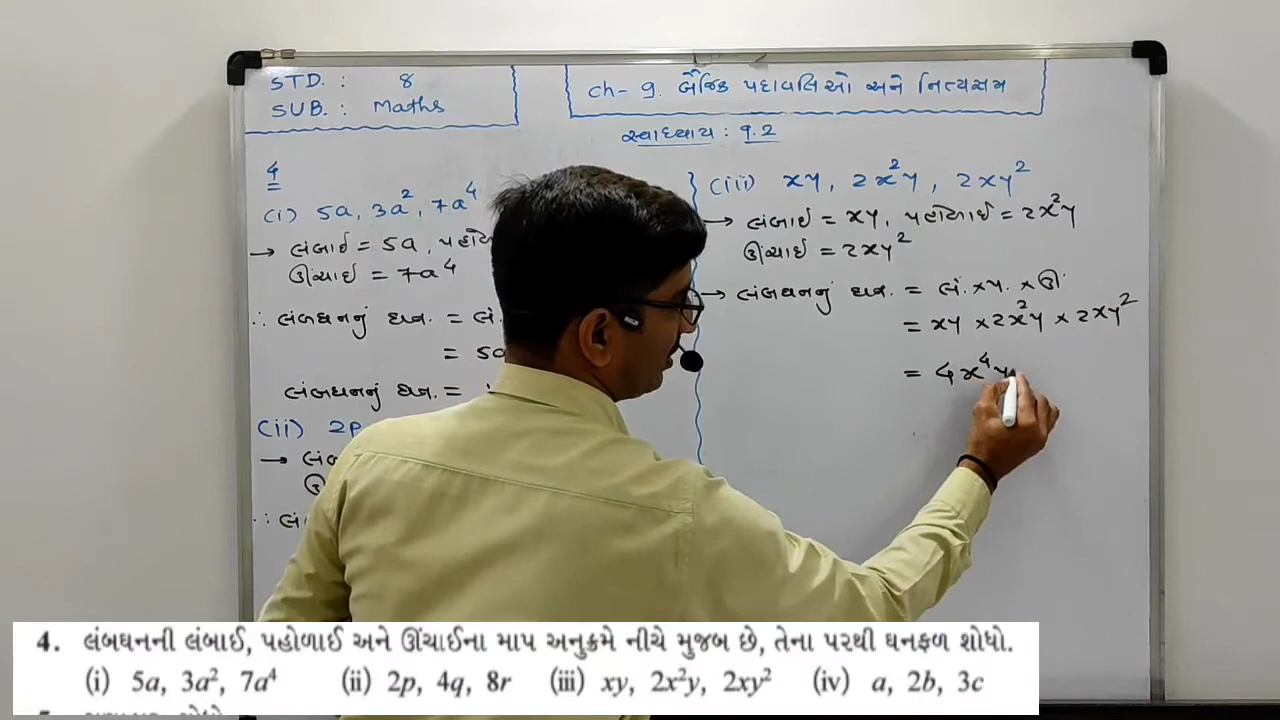 STD. : 8
SUB. : Maths
ch- 9. બૈજિક પદાવલિઓ અને નિત્યસમ
સ્વાધ્યાય : 9.2
4
(i) 5a, 3a², 7a⁴
→ લંબાઈ = 5a,
ઊંચાઈ = 7a⁴
∴ લંબઘનનું ઘન. = લં.
= 5a
લંબઘનનું ઘન. =
(ii) 2p
→
∴
(iii) xy, 2x²y, 2xy²
→ લંબાઈ = xy, પહોળાઈ = 2x²y
ઊંચાઈ = 2xy²
→ લંબઘનનું ઘન. = લં. × પ. × ઊં.
= xy × 2x²y × 2xy²
= 4x⁴y
4. લંબઘનની લંબાઈ, પહોળાઈ અને ઊંચાઈના માપ અનુક્રમે નીચે મુજબ છે, તેના પરથી ઘનફળ શોધો.
(i) 5a, 3a², 7a⁴ (ii) 2p, 4q, 8r (iii) xy, 2x²y, 2xy² (iv) a, 2b, 3c